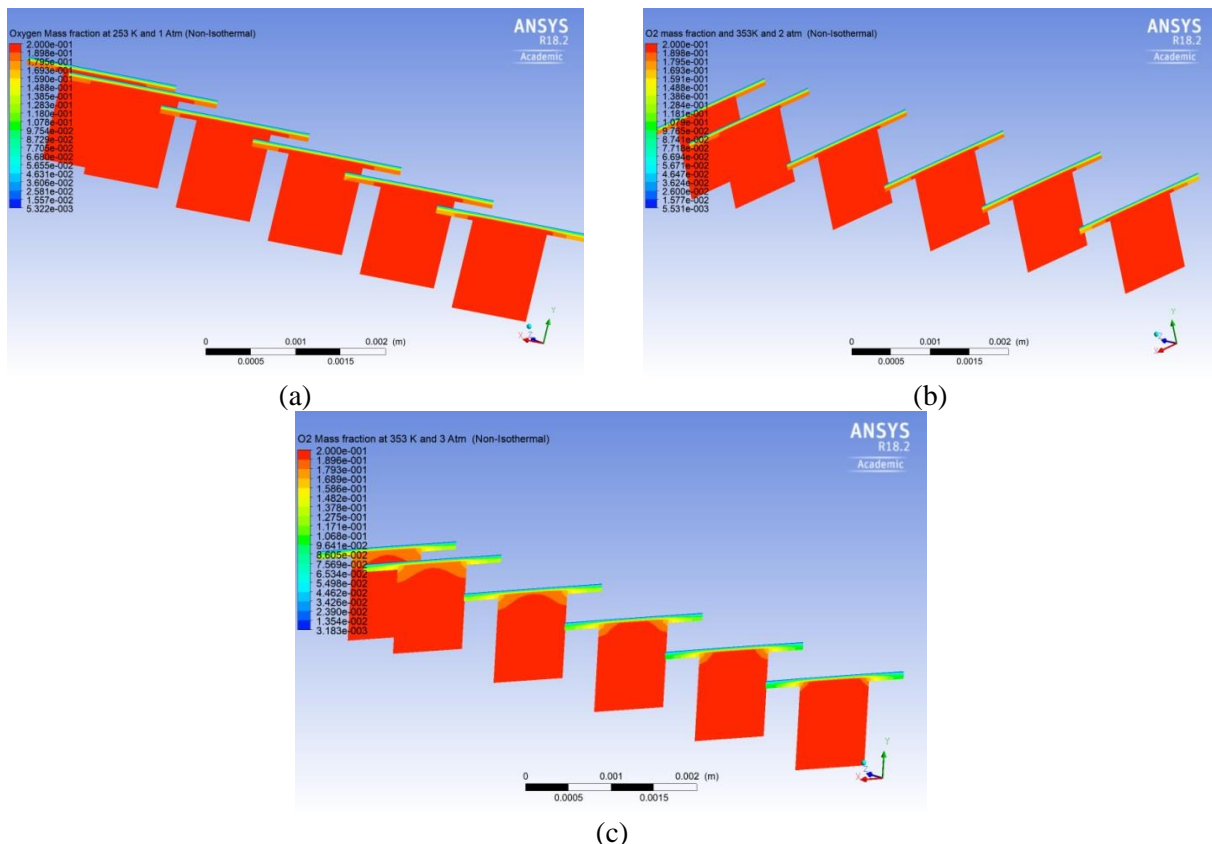 Oxygen Mass fraction at 253 K and 1 Atm (Non-Isothermal)
2.000e-001
1.898e-001
1.795e-001
1.693e-001
1.590e-001
1.488e-001
1.385e-001
1.283e-001
1.180e-001
1.078e-001
9.754e-002
8.729e-002
7.705e-002
6.680e-002
5.655e-002
4.631e-002
3.606e-002
2.581e-002
1.557e-002
5.322e-003
ANSYS
R18.2
Academic
0 0.001 0.002 (m)
0.0005 0.0015
X Z Y
(a)
O2 mass fraction and 353K and 2 atm (Non-Isothermal)
2.000e-001
1.898e-001
1.795e-001
1.693e-001
1.591e-001
1.488e-001
1.386e-001
1.284e-001
1.181e-001
1.079e-001
9.765e-002
8.741e-002
7.718e-002
6.694e-002
5.671e-002
4.647e-002
3.624e-002
2.600e-002
1.577e-002
5.531e-003
ANSYS
R18.2
Academic
0 0.001 0.002 (m)
0.0005 0.0015
X Z Y
(b)
O2 Mass fraction at 353 K and 3 Atm (Non-Isothermal)
2.000e-001
1.896e-001
1.793e-001
1.689e-001
1.586e-001
1.482e-001
1.378e-001
1.275e-001
1.171e-001
1.068e-001
9.641e-002
8.605e-002
7.569e-002
6.534e-002
5.498e-002
4.462e-002
3.426e-002
2.390e-002
1.354e-002
3.183e-003
ANSYS
R18.2
Academic
0 0.001 0.002 (m)
0.0005 0.0015
X Z Y
(c)